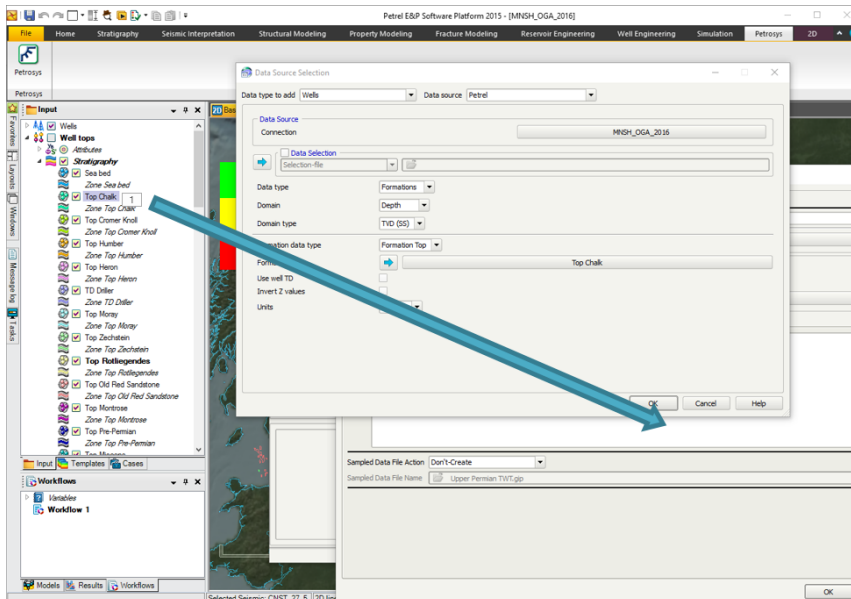 Petrel E&P Software Platform 2015 - [MNSH_OGA_2016]
File Home Stratigraphy Seismic Interpretation Structural Modeling Property Modeling Fracture Modeling Reservoir Engineering Well Engineering Simulation Petrosys 2D
Petrosys
Petrosys
Favorites
Layouts
Windows
Message log
Tasks
Input
Wells
Well tops
Attributes
Stratigraphy
Sea bed
Zone Sea bed
Top Chalk 1
Zone Top Chalk
Top Cromer Knoll
Zone Top Cromer Knoll
Top Humber
Zone Top Humber
Top Heron
Zone Top Heron
TD Driller
Zone TD Driller
Top Moray
Zone Top Moray
Top Zechstein
Zone Top Zechstein
Top Rotliegendes
Zone Top Rotliegendes
Top Old Red Sandstone
Zone Top Old Red Sandstone
Top Montrose
Zone Top Montrose
Top Pre-Permian
Zone Top Pre-Permian
Input Templates Cases
Workflows
Variables
Workflow 1
Models Results Workflows
2D
Data Source Selection
Data type to add Wells Data source Petrel
Data Source
Connection MNSH_OGA_2016
Data Selection
Selection-file
Data type Formations
Domain Depth
Domain type TVD (SS)
Formation data type Formation Top
Top Chalk
Use well TD
Invert Z values
Units
OK Cancel Help
Sampled Data File Action Don't-Create
Sampled Data File Name Upper Permian TWT.gip
OK